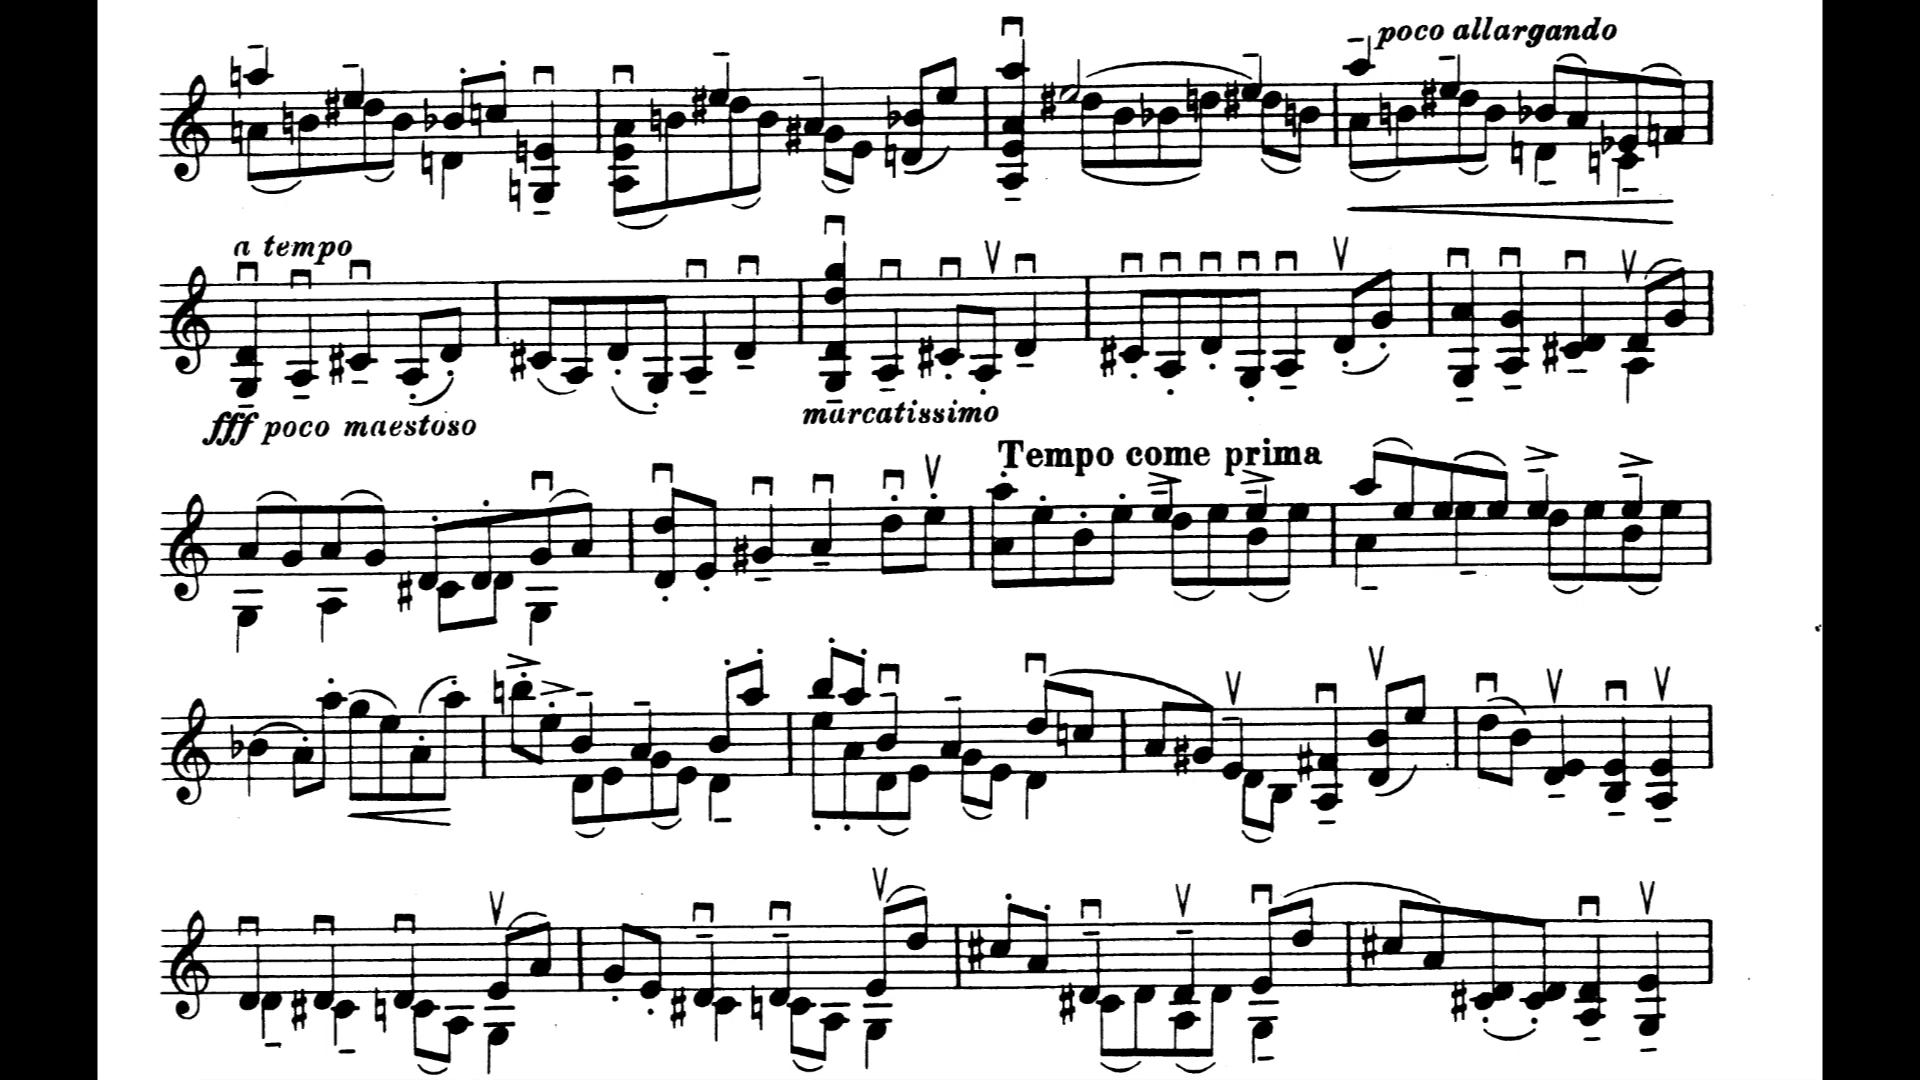 poco allargando
a tempo
fff poco maestoso
marcatissimo
Tempo come prima